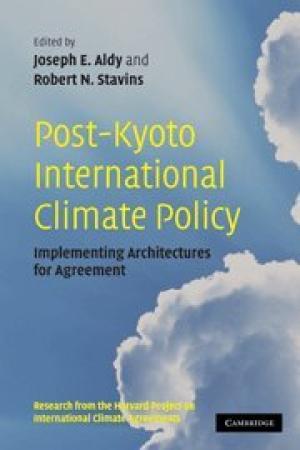 Edited by
Joseph E. Aldy and
Robert N. Stavins
Post-Kyoto
International
Climate Policy
Implementing Architectures
for Agreement
Research from the Harvard Project on
International Climate Agreements
CAMBRIDGE